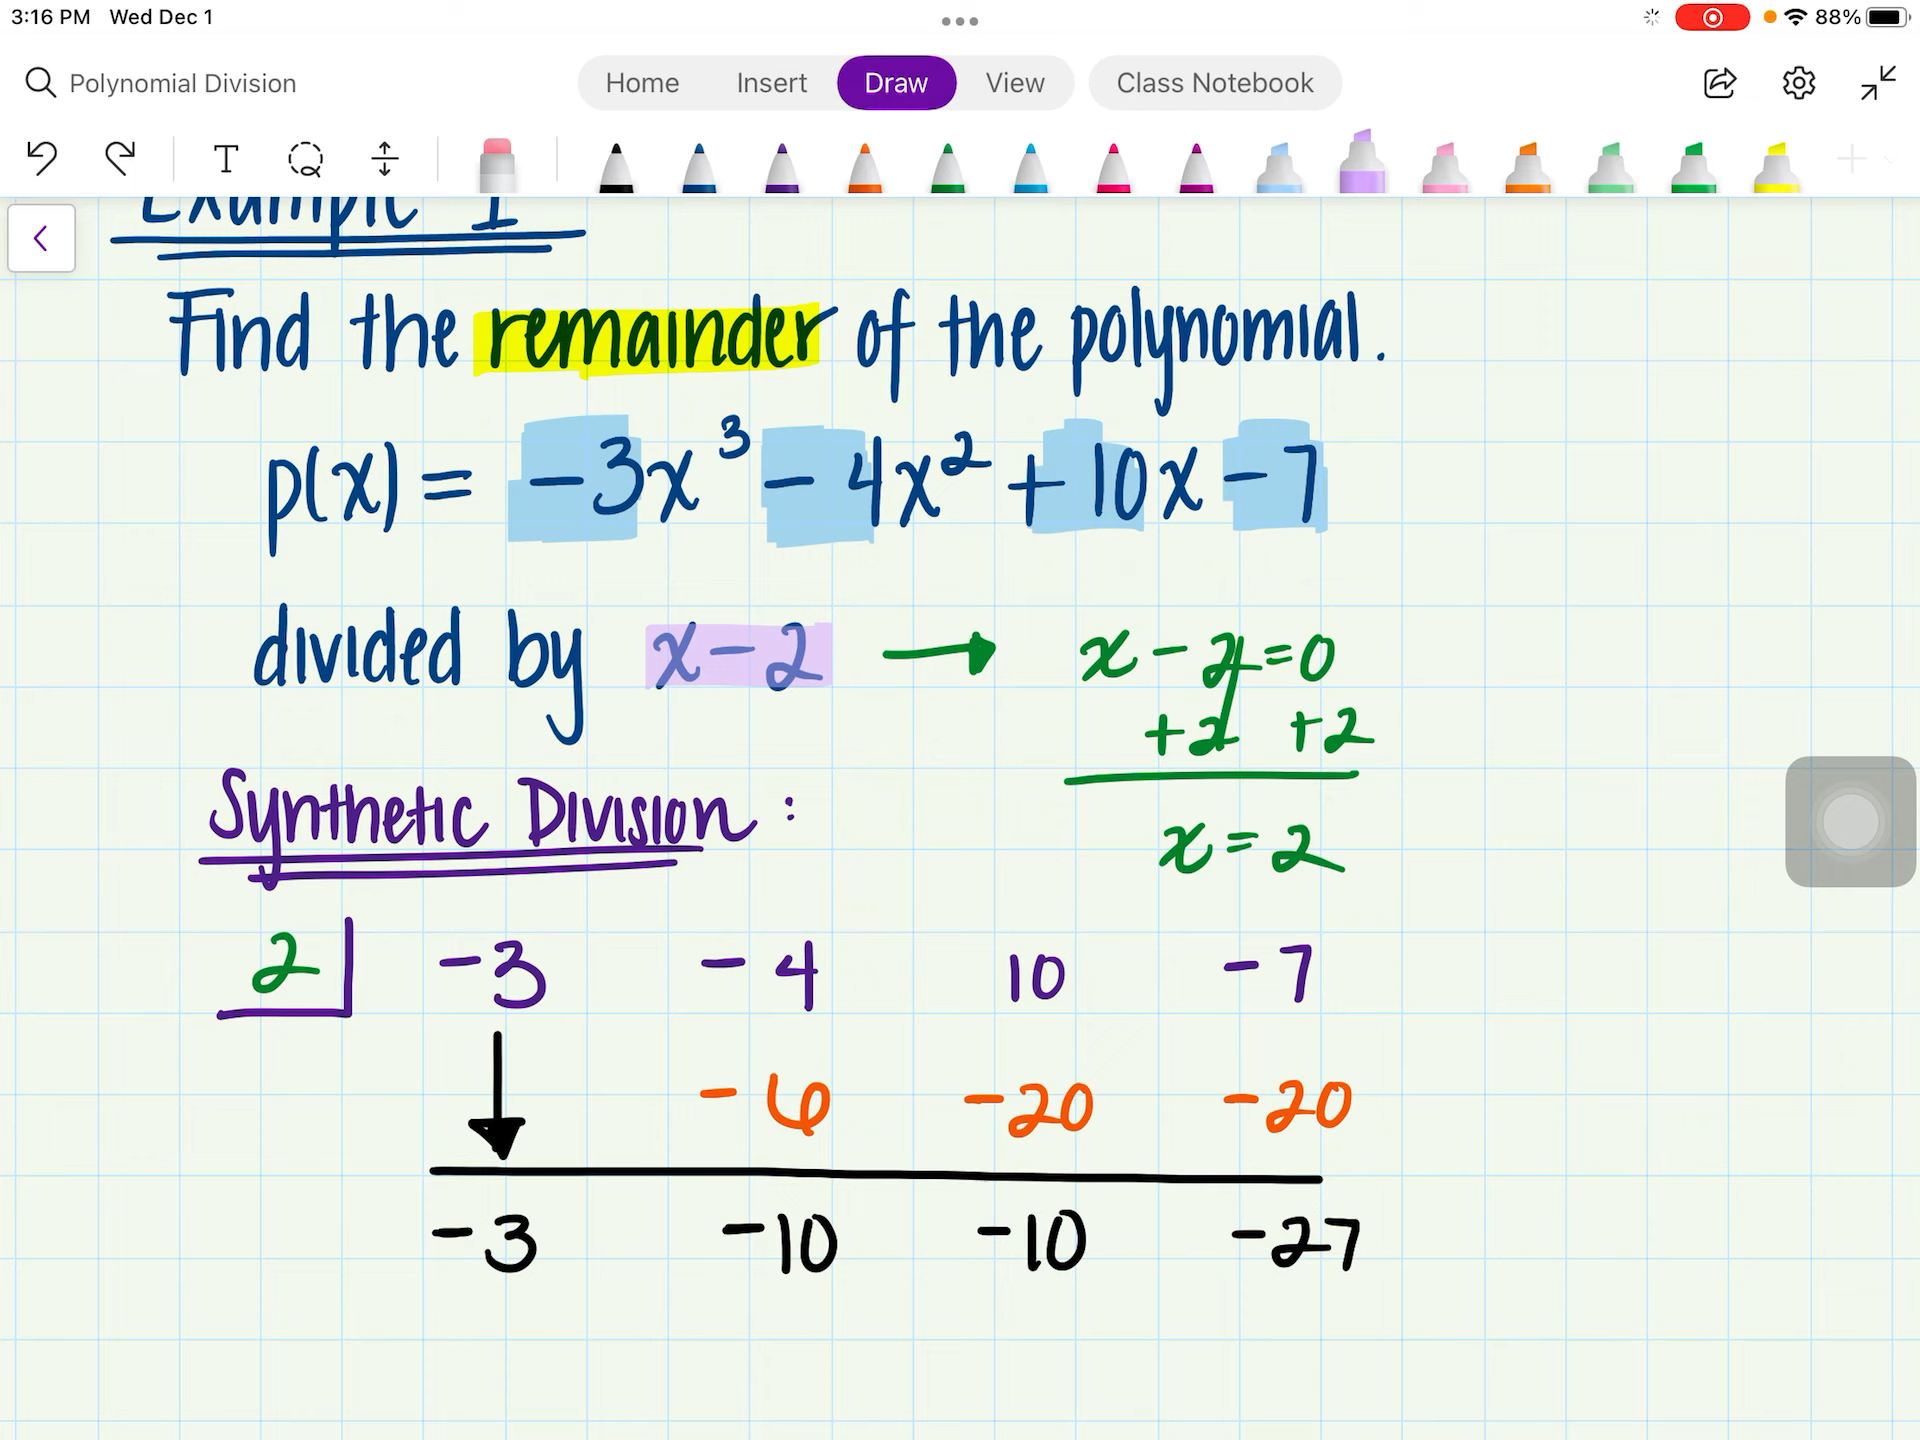 3:16 PM Wed Dec 1 88%
Polynomial Division Home Insert Draw View Class Notebook
T
Example 1
Find the remainder of the polynomial.
p(x) = -3x³ - 4x² + 10x - 7
divided by x - 2 → x - 2 = 0
+2 +2
Synthetic Division :
x = 2
2 -3 -4 10 -7
-6 -20 -20
-3 -10 -10 -27